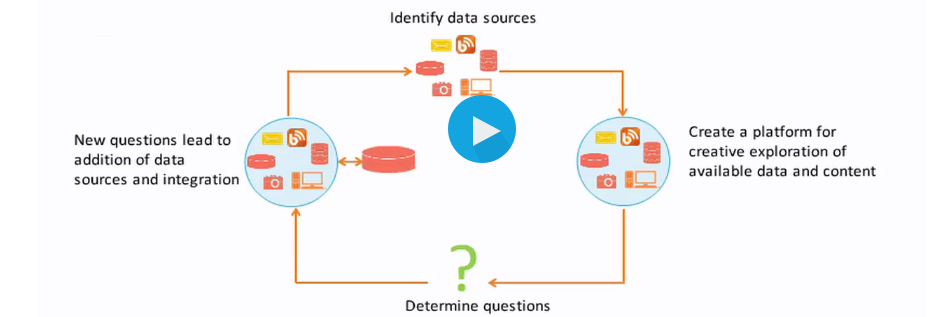 Identify data sources
New questions lead to
addition of data
sources and integration
Create a platform for
creative exploration of
available data and content
Determine questions